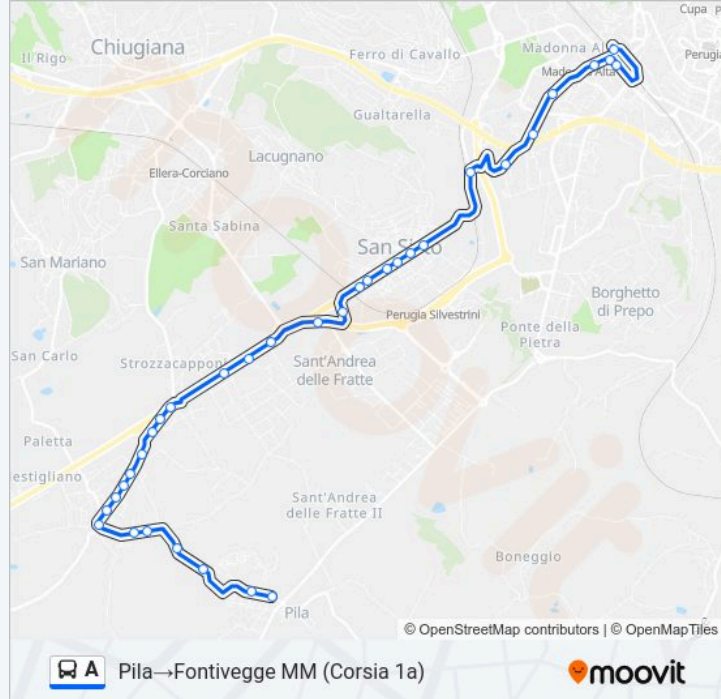 Cupa
P
Chiugiana
Il Rigo
Ferro di Cavallo
Madonna Al
Perugia
Madon
a Alta
Gualtarella
Lacugnano
Ellera-Corciano
Santa Sabina
San Sisto
San Mariano
Borghetto
di Prepo
Perugia Silvestrini
Ponte della
Pietra
San Carlo
Strozzacapponi
Sant'Andrea
delle Fratte
Paletta
estigliano
Sant'Andrea
delle Fratte II
Boneggio
Pila
© OpenStreetMap contributors | © OpenMapTiles
A Pila→Fontivegge MM (Corsia 1a)
moovit